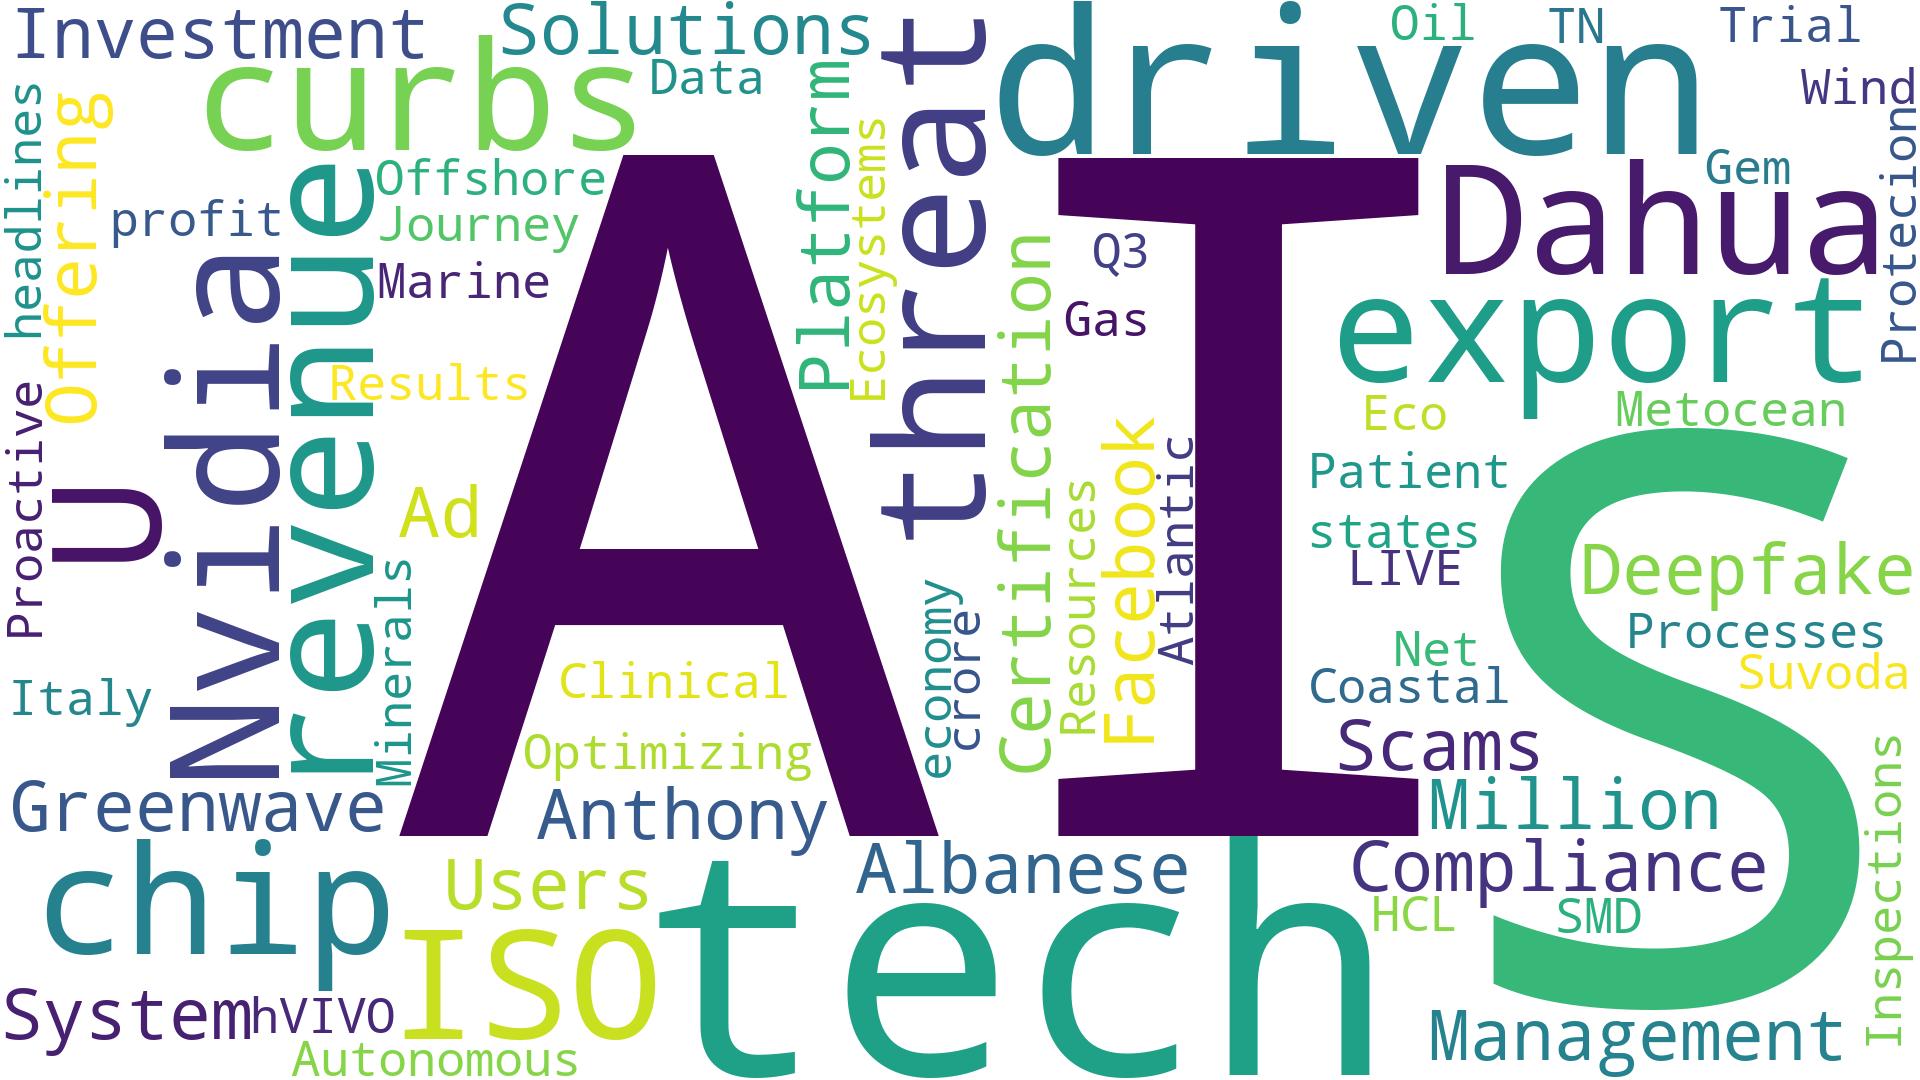 Investment
Solutions
threat
driven
Oil
TN
Trial
curbs
Data
Platform
Wind
headlines
Offering
Ecosystems
Protecion
Offshore
Gem
revenue
profit
Journey
Dahua
Nvidia
Marine
Certification
Q3
Gas
export
Results
Eco
Metocean
Proactive
U
Ad
AI
Facebook
Atlantic
Patient
S
Resources
states
LIVE
Deepfake
Minerals
economy
crore
Processes
Net
Suvoda
Italy
Clinical
Coastal
Scams
Optimizing
Inspections
Greenwave
Anthony
Million
chip
Users
Albanese
Compliance
tech
HCL
SMD
ISO
System
hVIVO
Management
Autonomous